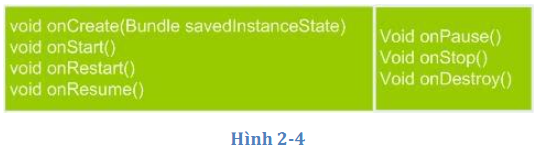 void onCreate(Bundle savedInstanceState)
void onStart()
void onRestart()
void onResume()
Void onPause()
Void onStop()
Void onDestroy()
Hình 2-4